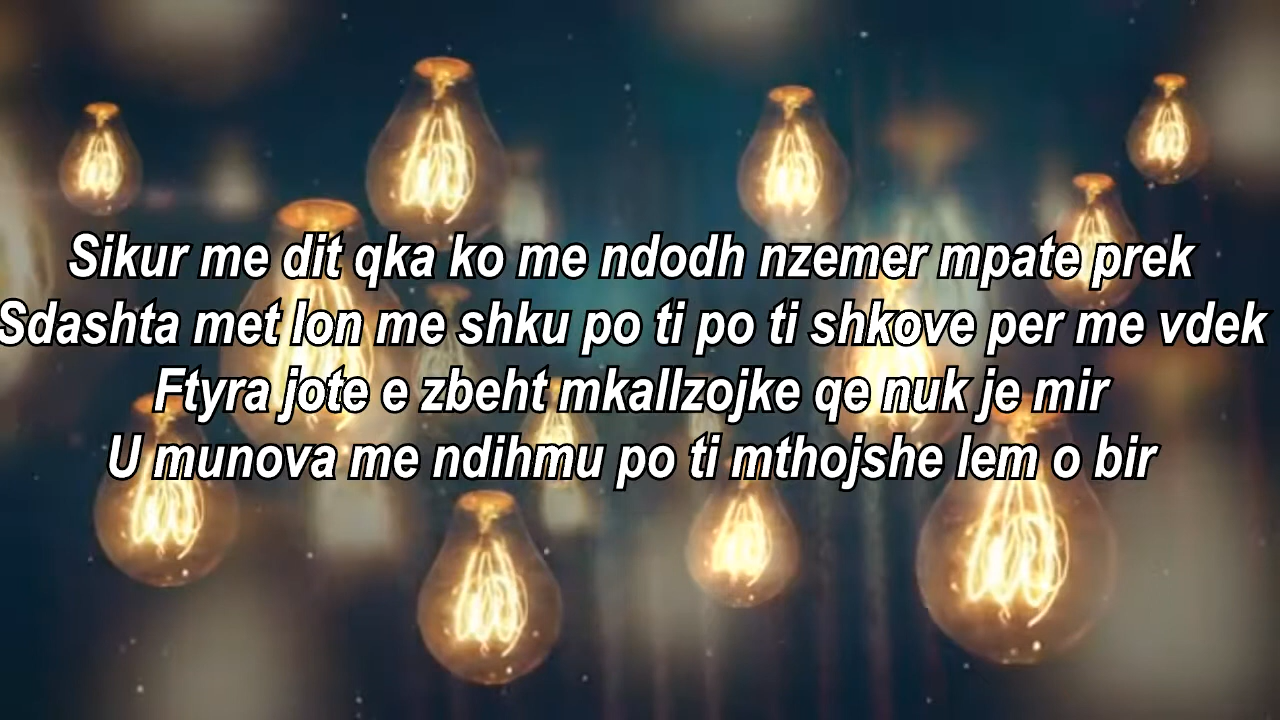 Sikur me dit qka ko me ndodh nzemer mpate prek
Sdashta met lon me shku po ti po ti shkove per me vdek
Ftyra jote e zbeht mkallzojke qe nuk je mir
U munova me ndihmu po ti mthojshe lem o bir